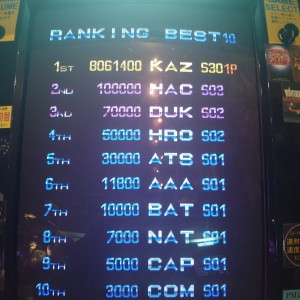 RANKING BEST10
1ST 8061400 KAZ S301P
2ND 100000 HAC S03
3RD 70000 DUK S02
4TH 50000 HRO S02
5TH 30000 ATS S01
6TH 11800 AAA S01
7TH 10000 BAT S01
8TH 7000 NAT S01
9TH 5000 CAP S01
10TH 3000 COM S01